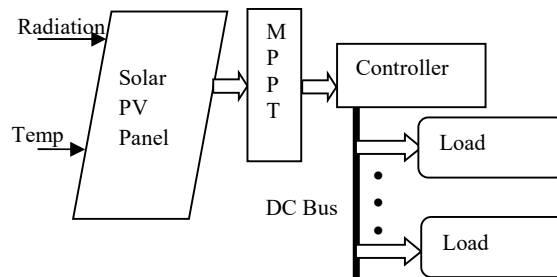 Radiation
Temp
Solar
PV
Panel
M
P
P
T
Controller
DC Bus
Load
Load